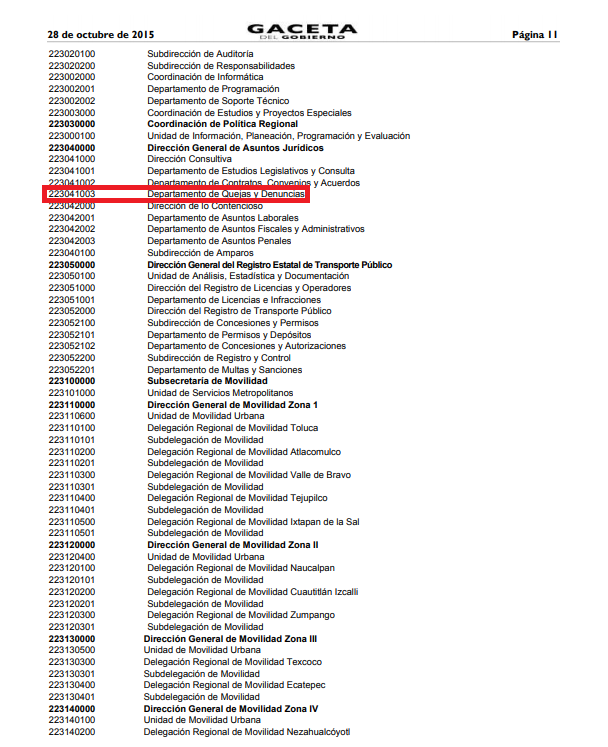 28 de octubre de 2015 GACETA DEL GOBIERNO Página 11
223020100 Subdirección de Auditoría
223020200 Subdirección de Responsabilidades
223002000 Coordinación de Informática
223002001 Departamento de Programación
223002002 Departamento de Soporte Técnico
223003000 Coordinación de Estudios y Proyectos Especiales
223030000 Coordinación de Política Regional
223000100 Unidad de Información, Planeación, Programación y Evaluación
223040000 Dirección General de Asuntos Jurídicos
223041000 Dirección Consultiva
223041001 Departamento de Estudios Legislativos y Consulta
223041002 Departamento de Contratos, Convenios y Acuerdos
223041003 Departamento de Quejas y Denuncias
223042000 Dirección de lo Contencioso
223042001 Departamento de Asuntos Laborales
223042002 Departamento de Asuntos Fiscales y Administrativos
223042003 Departamento de Asuntos Penales
223040100 Subdirección de Amparos
223050000 Dirección General del Registro Estatal de Transporte Público
223050100 Unidad de Análisis, Estadística y Documentación
223051000 Dirección del Registro de Licencias y Operadores
223051001 Departamento de Licencias e Infracciones
223052000 Dirección del Registro de Transporte Público
223052100 Subdirección de Concesiones y Permisos
223052101 Departamento de Permisos y Depósitos
223052102 Departamento de Concesiones y Autorizaciones
223052200 Subdirección de Registro y Control
223052201 Departamento de Multas y Sanciones
223100000 Subsecretaría de Movilidad
223101000 Unidad de Servicios Metropolitanos
223110000 Dirección General de Movilidad Zona 1
223110600 Unidad de Movilidad Urbana
223110100 Delegación Regional de Movilidad Toluca
223110101 Subdelegación de Movilidad
223110200 Delegación Regional de Movilidad Atlacomulco
223110201 Subdelegación de Movilidad
223110300 Delegación Regional de Movilidad Valle de Bravo
223110301 Subdelegación de Movilidad
223110400 Delegación Regional de Movilidad Tejupilco
223110401 Subdelegación de Movilidad
223110500 Delegación Regional de Movilidad Ixtapan de la Sal
223110501 Subdelegación de Movilidad
223120000 Dirección General de Movilidad Zona II
223120400 Unidad de Movilidad Urbana
223120100 Delegación Regional de Movilidad Naucalpan
223120101 Subdelegación de Movilidad
223120200 Delegación Regional de Movilidad Cuautitlán Izcalli
223120201 Subdelegación de Movilidad
223120300 Delegación Regional de Movilidad Zumpango
223120301 Subdelegación de Movilidad
223130000 Dirección General de Movilidad Zona III
223130500 Unidad de Movilidad Urbana
223130300 Delegación Regional de Movilidad Texcoco
223130301 Subdelegación de Movilidad
223130400 Delegación Regional de Movilidad Ecatepec
223130401 Subdelegación de Movilidad
223140000 Dirección General de Movilidad Zona IV
223140100 Unidad de Movilidad Urbana
223140200 Delegación Regional de Movilidad Nezahualcóyotl